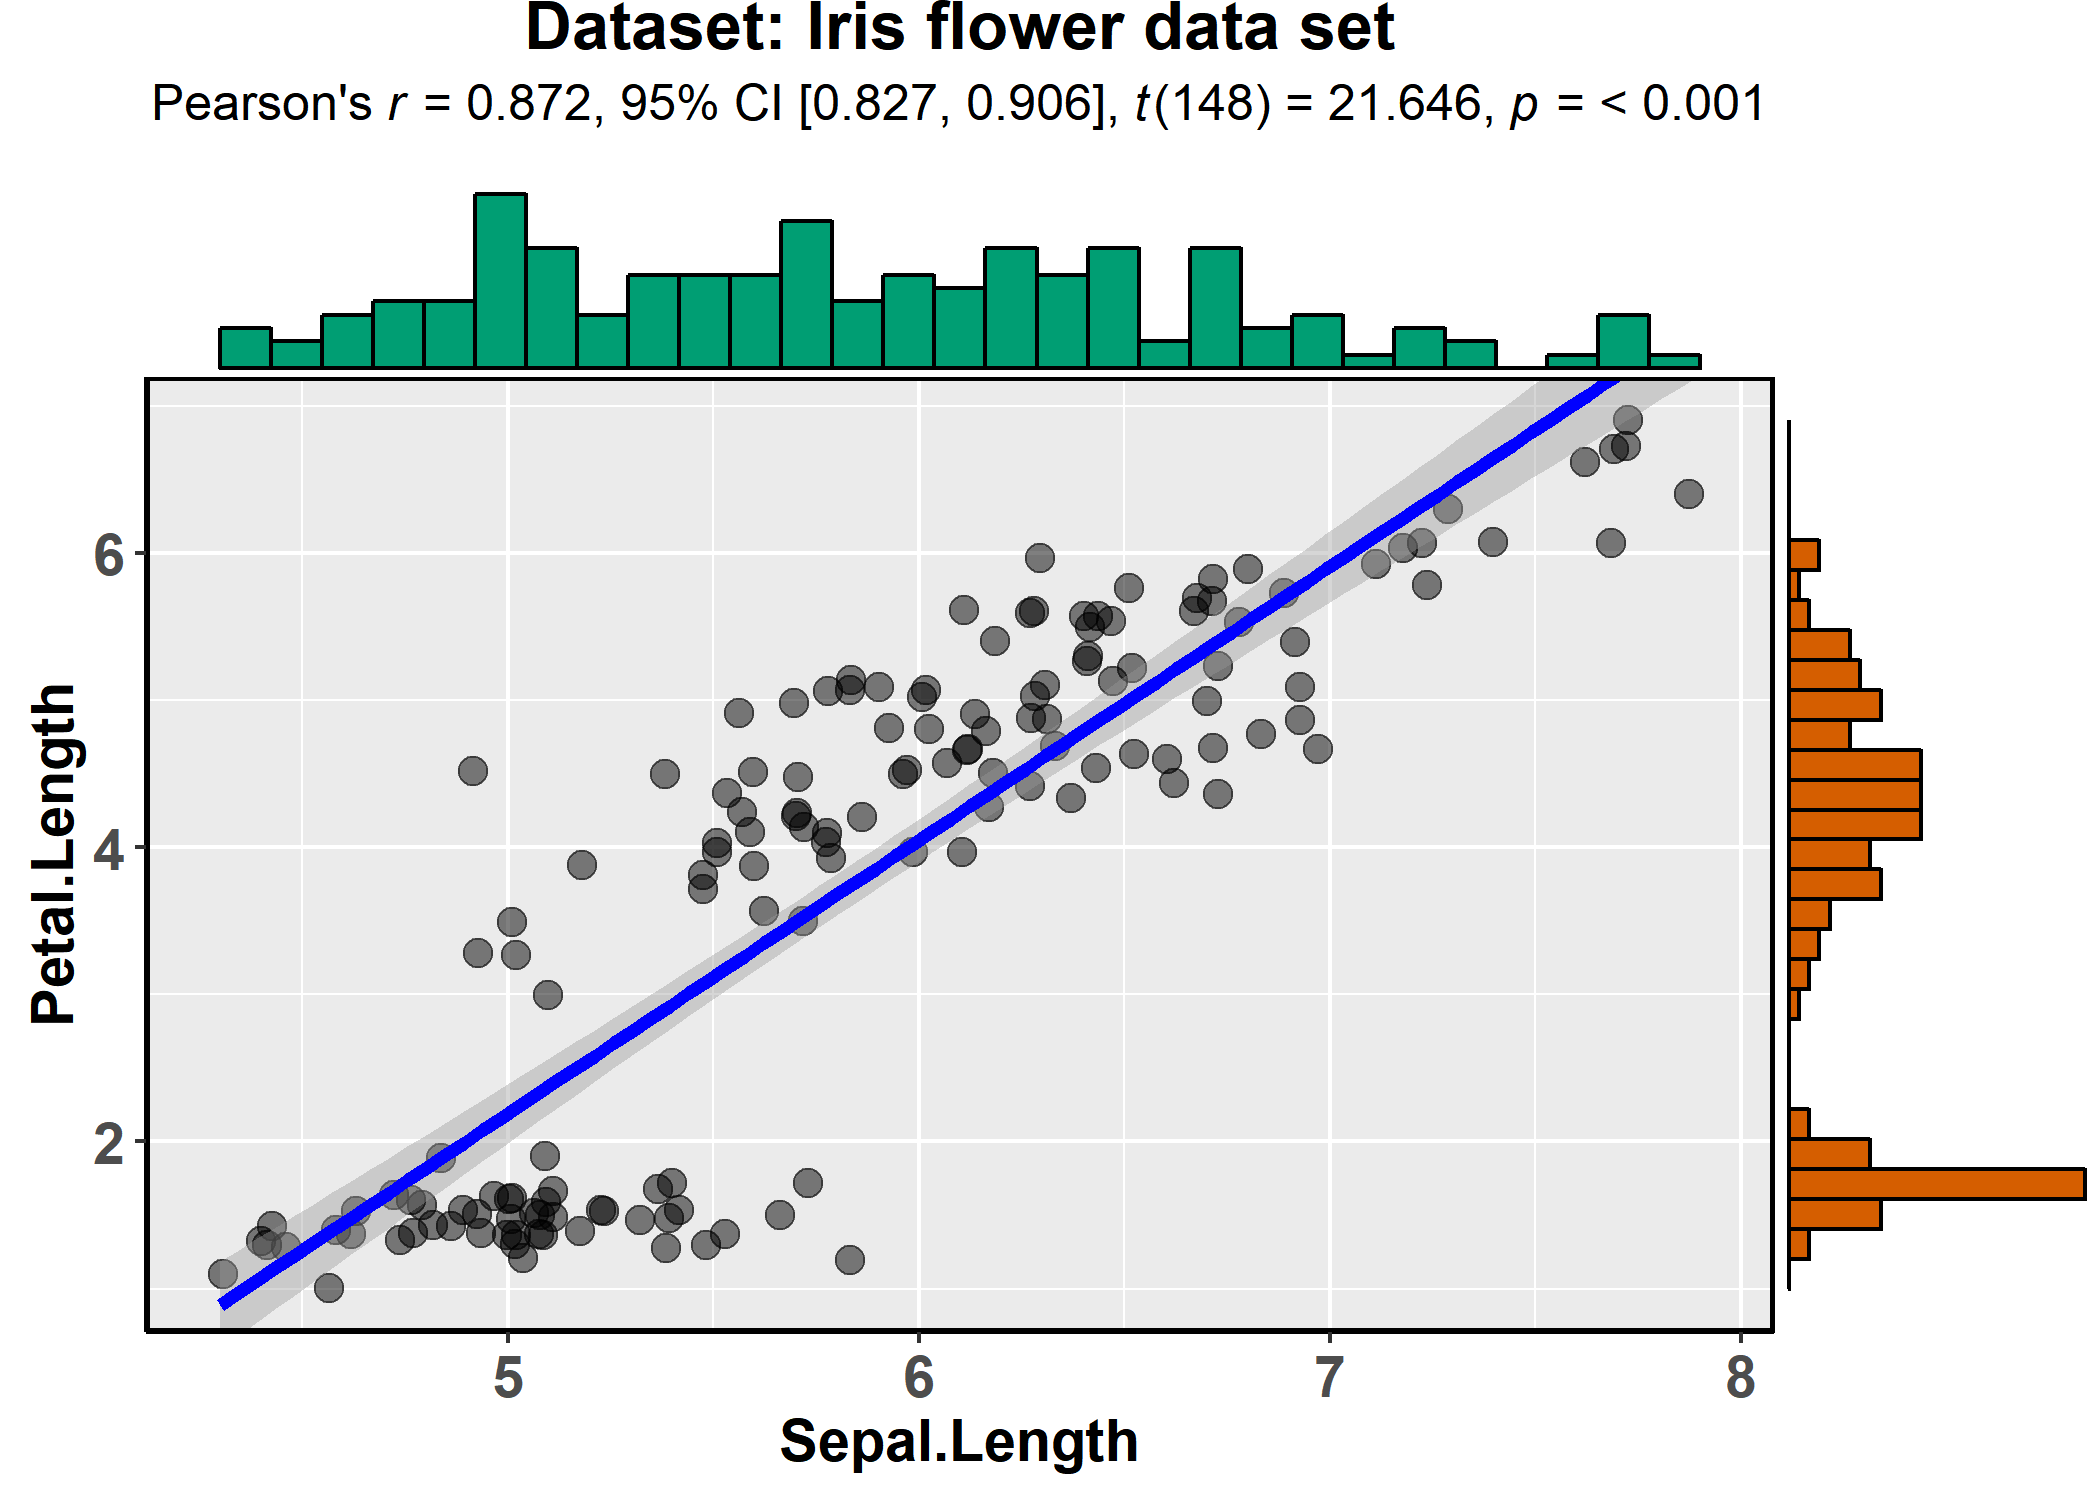 Dataset: Iris flower data set
Pearson's r = 0.872, 95% CI [0.827, 0.906], t(148) = 21.646, p = < 0.001
6
4
2
Petal.Length
5 6 7 8
Sepal.Length